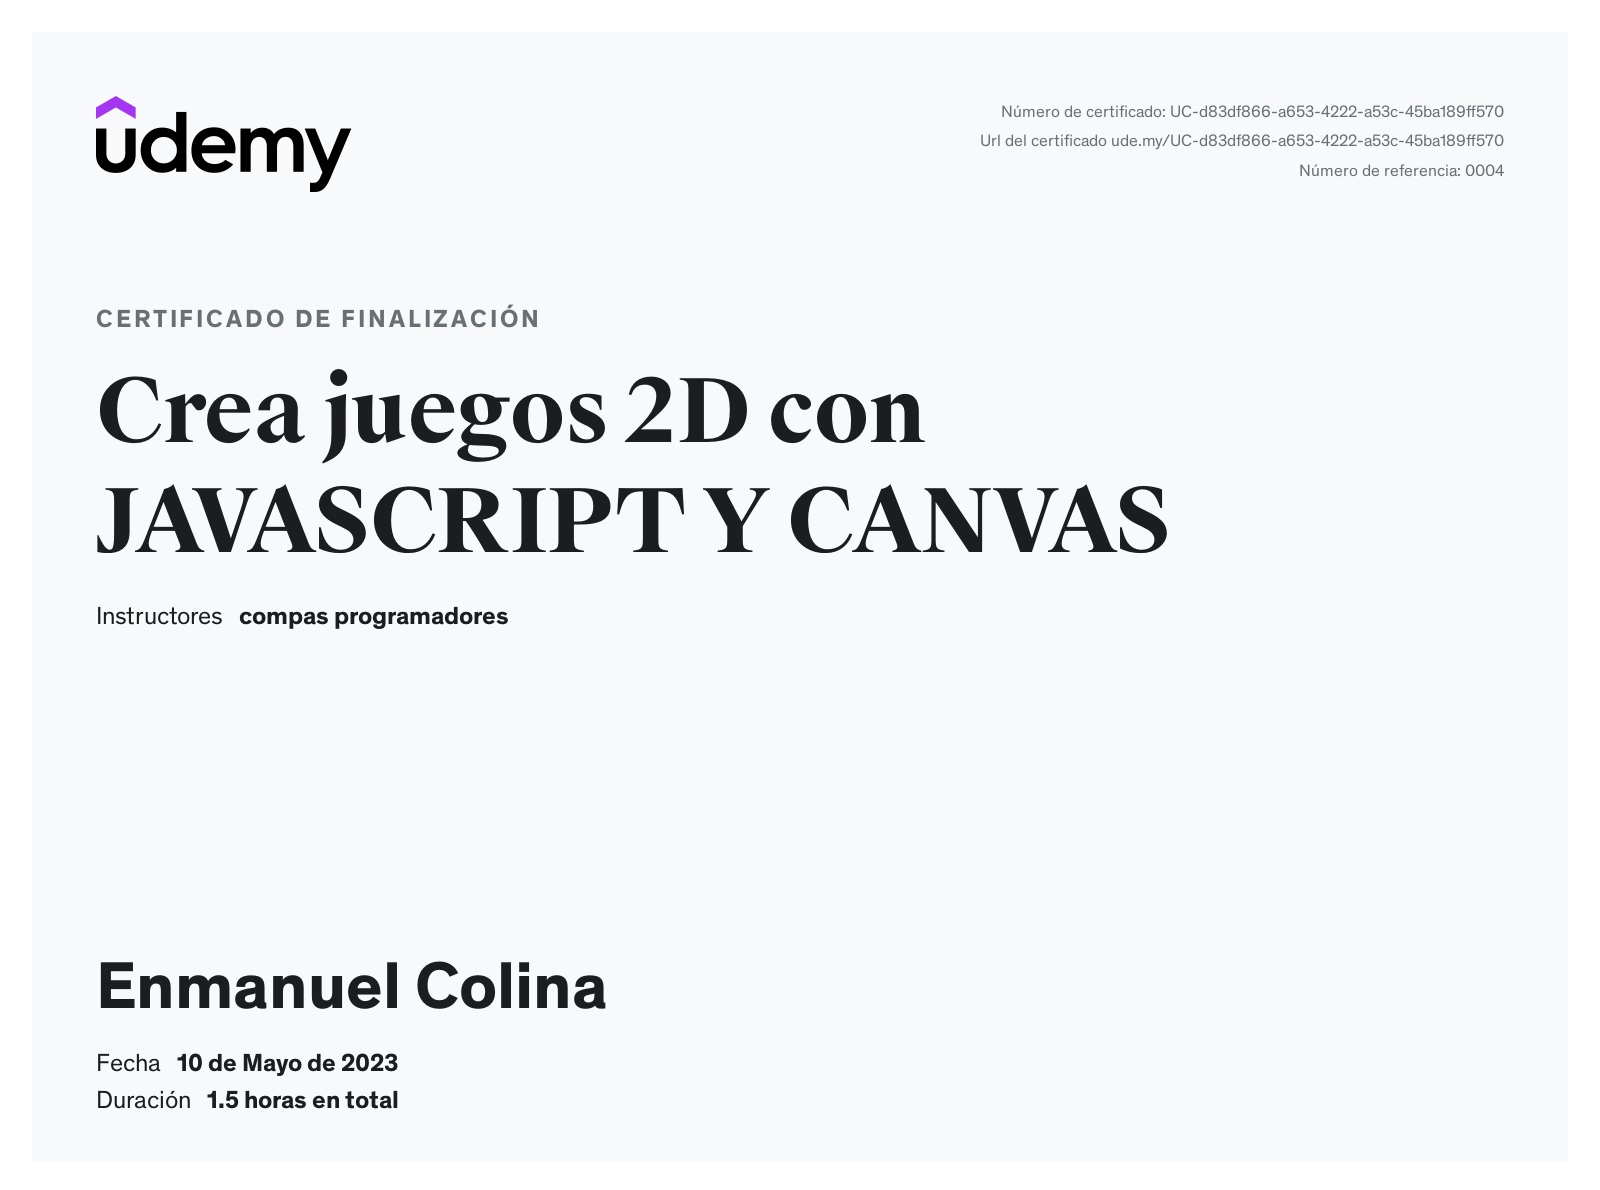 udemy
Número de certificado: UC-d83df866-a653-4222-a53c-45ba189ff570
Url del certificado ude.my/UC-d83df866-a653-4222-a53c-45ba189ff570
Número de referencia: 0004
CERTIFICADO DE FINALIZACIÓN
Crea juegos 2D con
JAVASCRIPT Y CANVAS
Instructores compas programadores
Enmanuel Colina
Fecha 10 de Mayo de 2023
Duración 1.5 horas en total